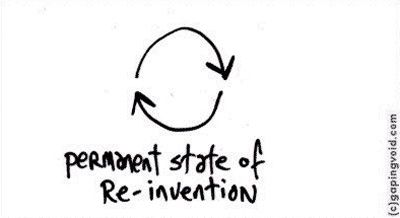 permanent state of
Re-invention
(c)gapingvoid.com